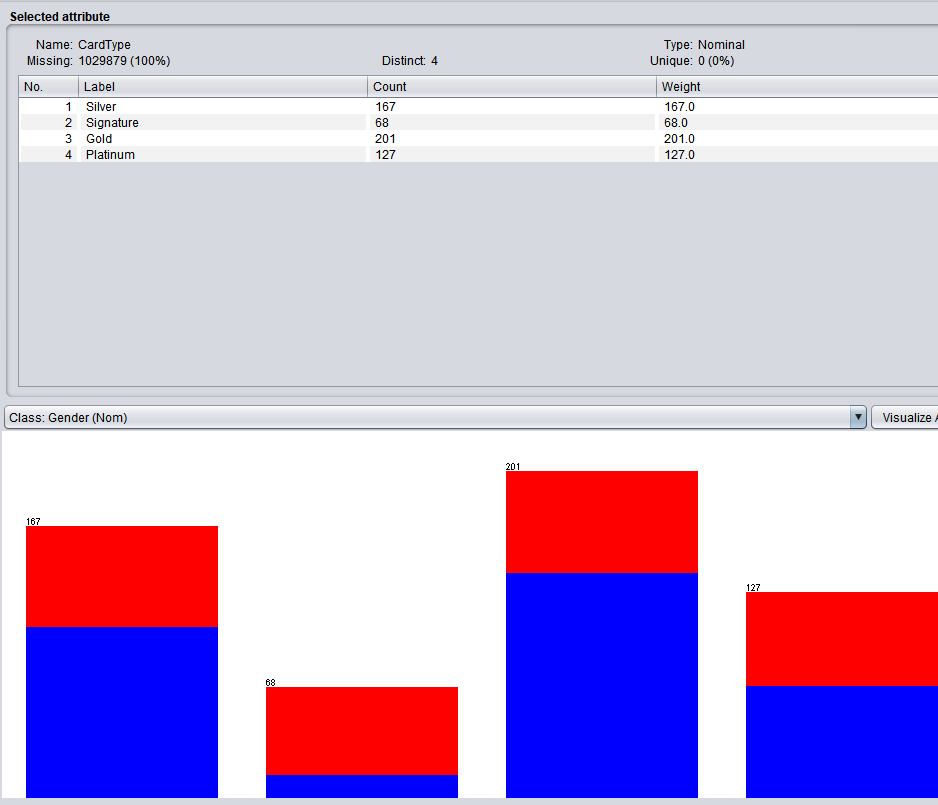 Selected attribute
Name: CardType Type: Nominal
Missing: 1029879 (100%) Distinct: 4 Unique: 0 (0%)
No. Label Count Weight
1 Silver 167 167.0
2 Signature 68 68.0
3 Gold 201 201.0
4 Platinum 127 127.0
Class: Gender (Nom) Visualize
201
167
127
68